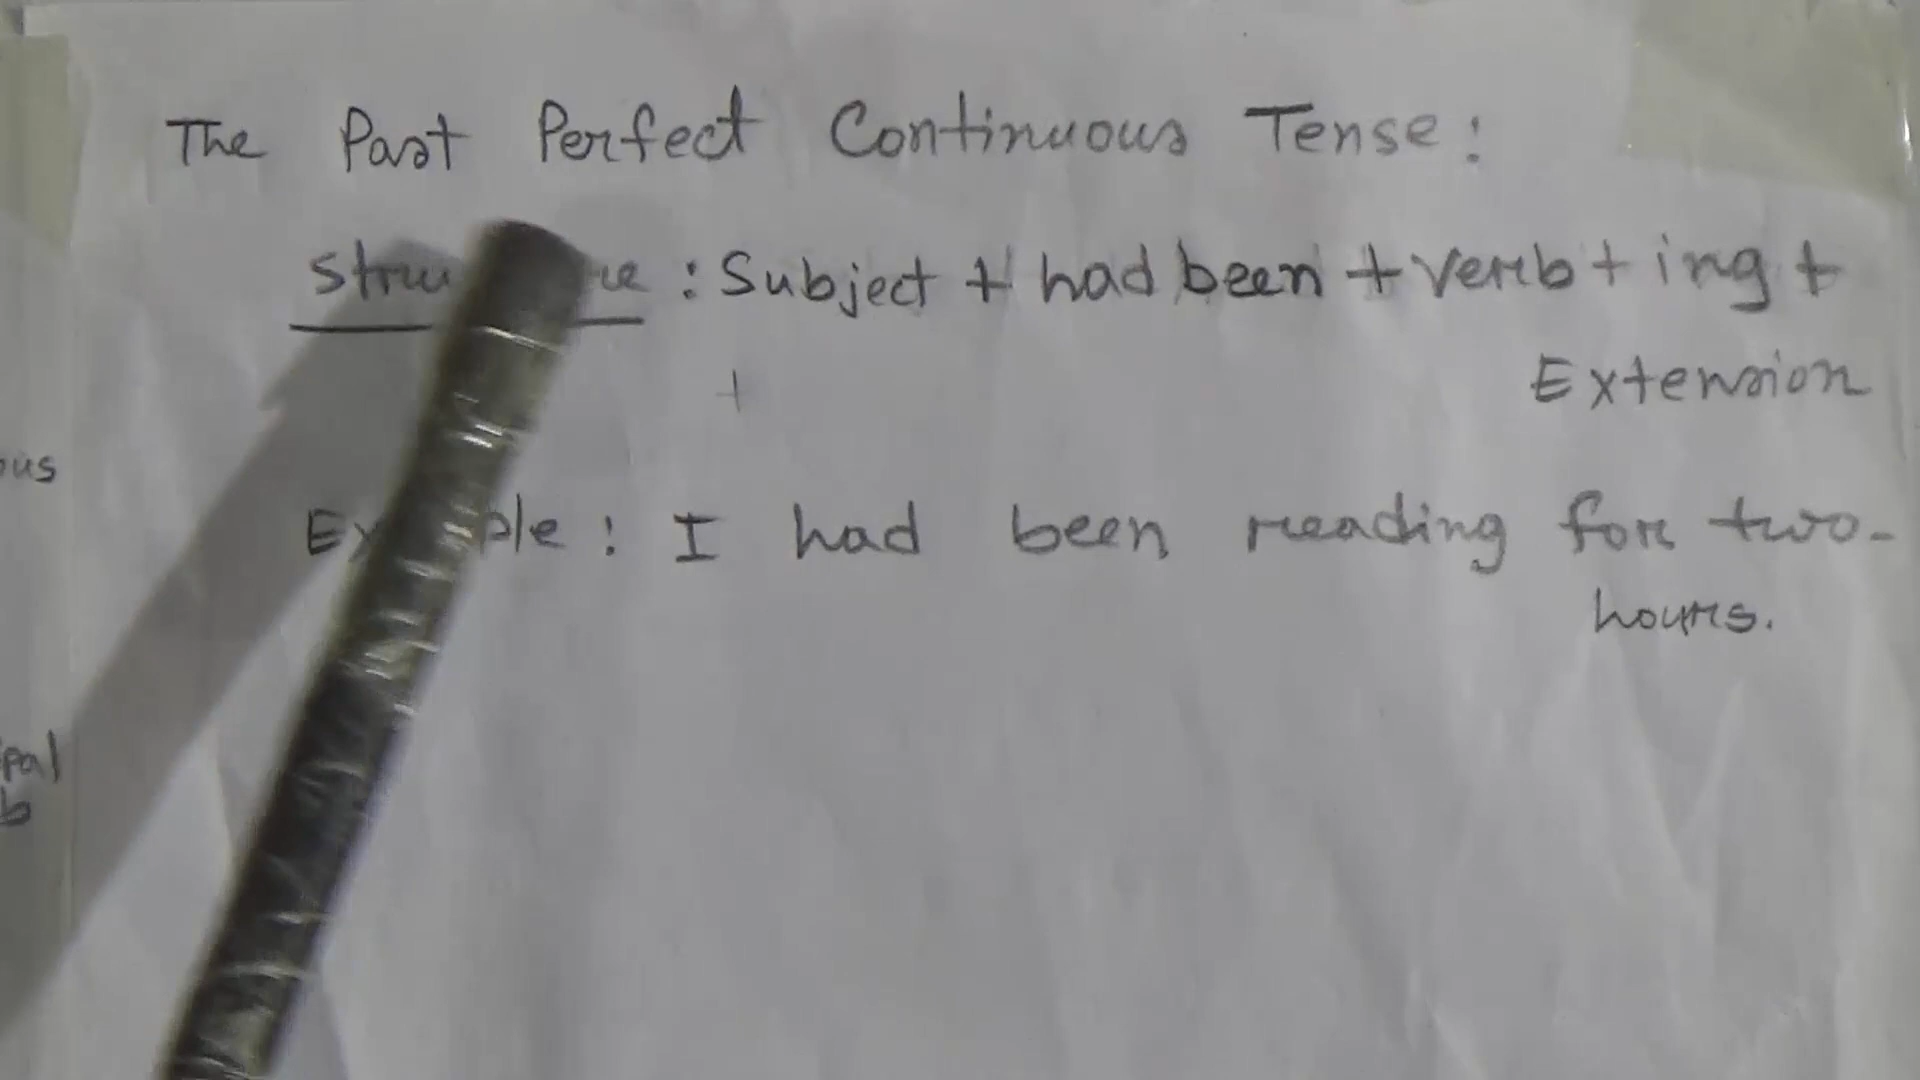 The Past Perfect Continuous Tense:
: Subject + had been + verb + ing +
Extension
+
: I had been reading for two-
hours.